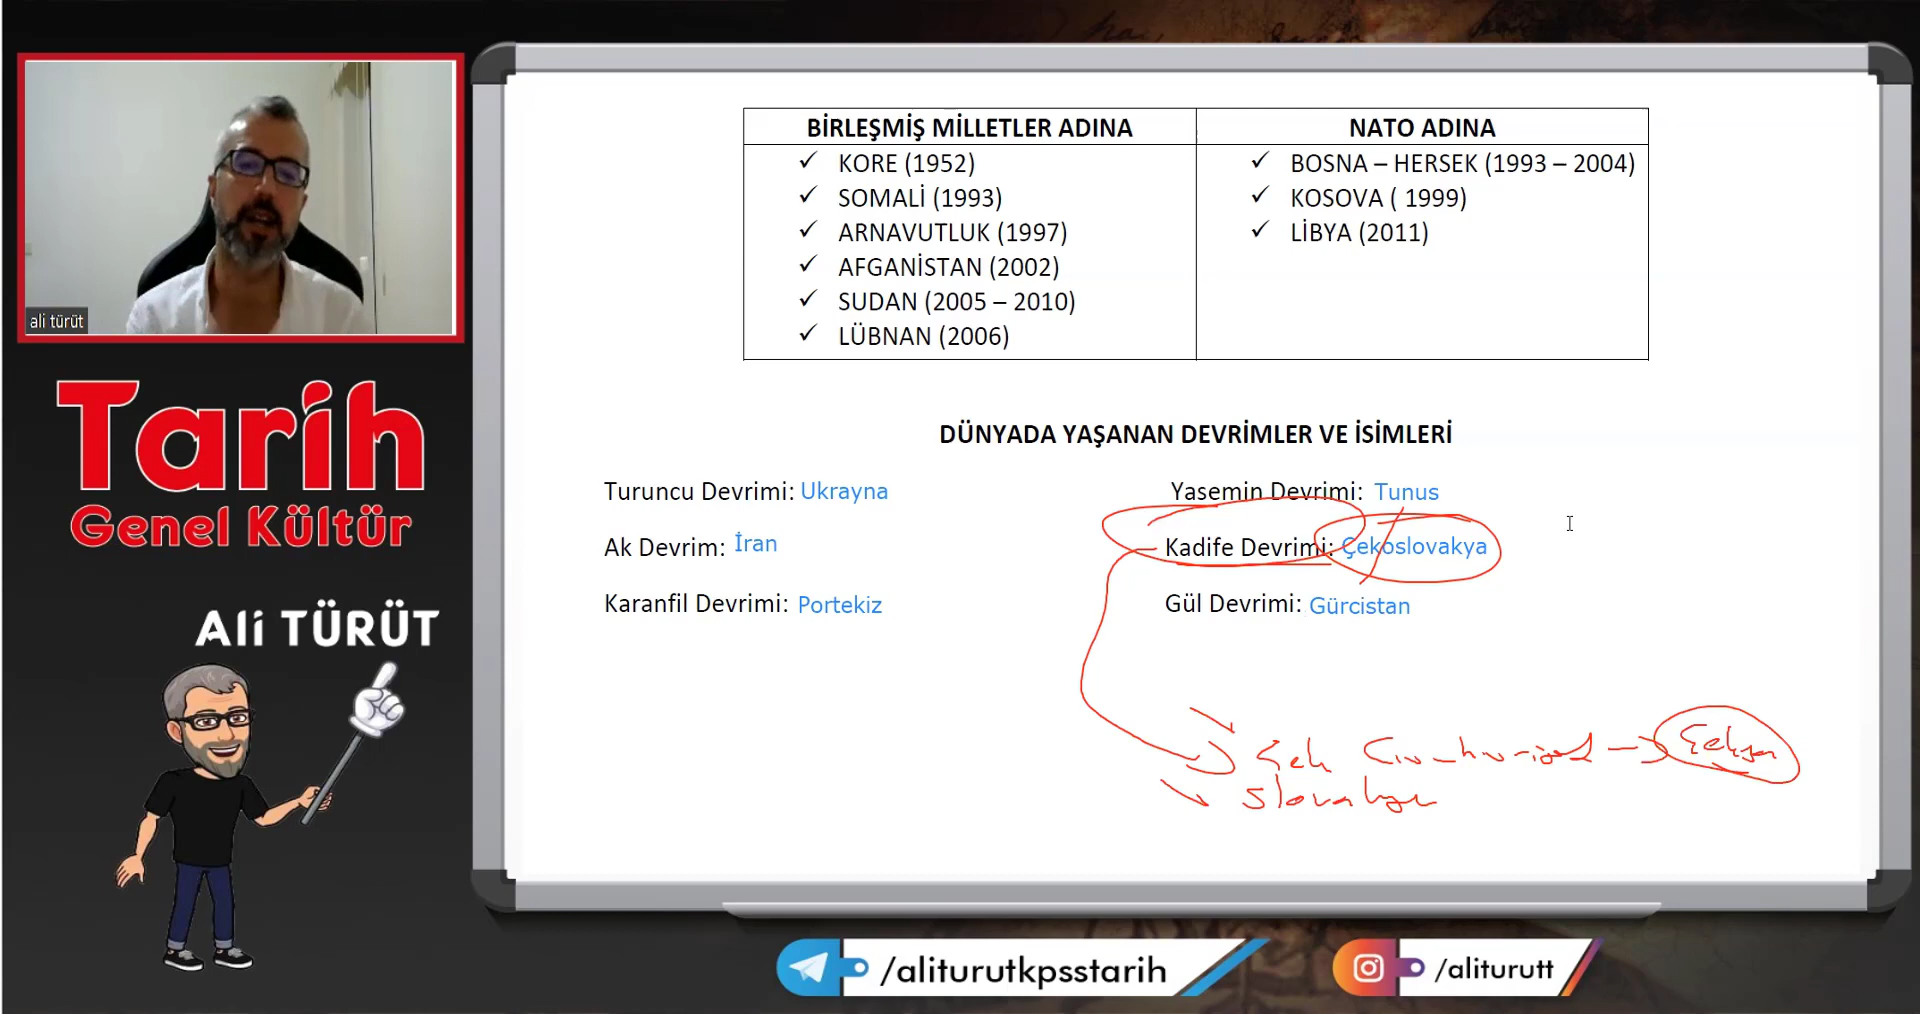 ali türüt
Tarih
Genel Kültür
Ali TÜRÜT
BİRLEŞMİŞ MİLLETLER ADINA
KORE (1952)
SOMALİ (1993)
ARNAVUTLUK (1997)
AFGANİSTAN (2002)
SUDAN (2005 – 2010)
LÜBNAN (2006)
NATO ADINA
BOSNA – HERSEK (1993 – 2004)
KOSOVA ( 1999)
LİBYA (2011)
DÜNYADA YAŞANAN DEVRİMLER VE İSİMLERİ
Turuncu Devrimi: Ukrayna
Yasemin Devrimi: Tunus
Ak Devrim: İran
Kadife Devrimi: Çekoslovakya
Karanfil Devrimi: Portekiz
Gül Devrimi: Gürcistan
Çek
Slovakya
/aliturutkpsstarih
/aliturutt